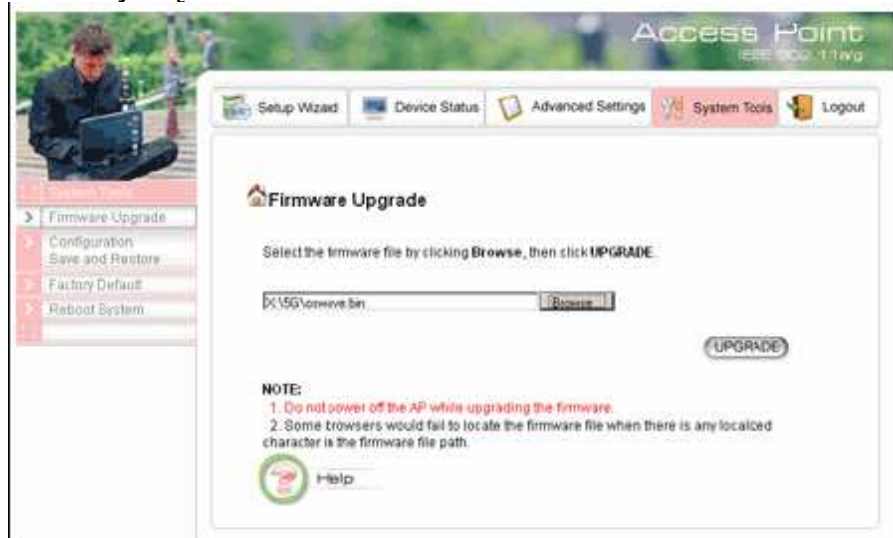 Access Point
IEEE 802.11a/g
Setup Wizard
Device Status
Advanced Settings
System Tools
Logout
System Tools
Firmware Upgrade
Configuration
Save and Restore
Factory Default
Reboot System
Firmware Upgrade
Select the firmware file by clicking Browse, then click UPGRADE.
Browse...
UPGRADE
NOTE:
1. Do not power off the AP while upgrading the firmware.
2. Some browsers would fail to locate the firmware file when there is any localized
character is the firmware file path.
Help